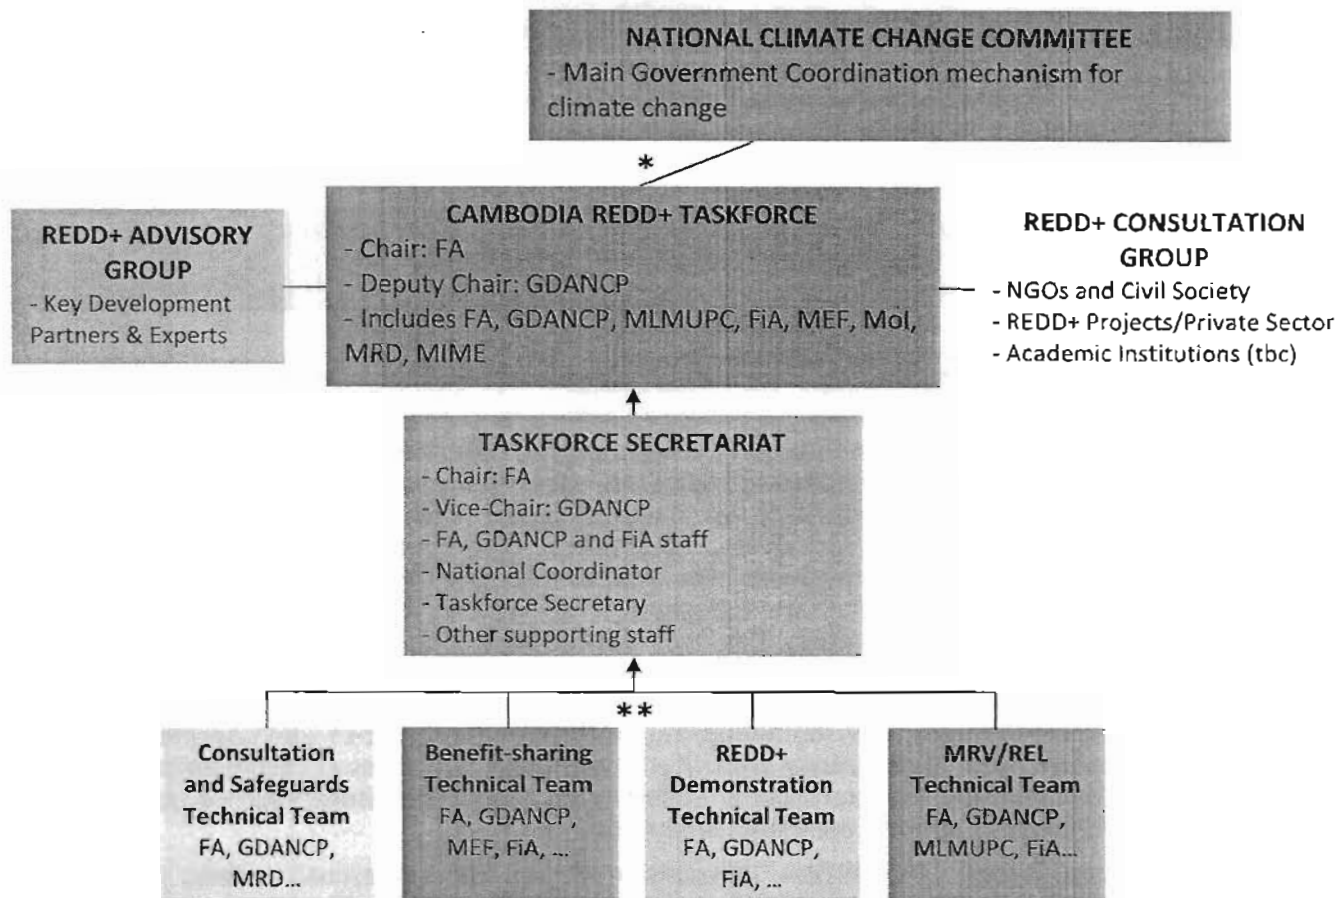 NATIONAL CLIMATE CHANGE COMMITTEE
- Main Government Coordination mechanism for
climate change
*
CAMBODIA REDD+ TASKFORCE
- Chair: FA
- Deputy Chair: GDANCP
- Includes FA, GDANCP, MLMUPC, FiA, MEF, MoI,
MRD, MIME
REDD+ ADVISORY
GROUP
- Key Development
Partners & Experts
REDD+ CONSULTATION
GROUP
- NGOs and Civil Society
- REDD+ Projects/Private Sector
- Academic Institutions (tbc)
TASKFORCE SECRETARIAT
- Chair: FA
- Vice-Chair: GDANCP
- FA, GDANCP and FiA staff
- National Coordinator
- Taskforce Secretary
- Other supporting staff
**
Consultation
and Safeguards
Technical Team
FA, GDANCP,
MRD...
Benefit-sharing
Technical Team
FA, GDANCP,
MEF, FiA, ...
REDD+
Demonstration
Technical Team
FA, GDANCP,
FiA, ...
MRV/REL
Technical Team
FA, GDANCP,
MLMUPC, FiA...